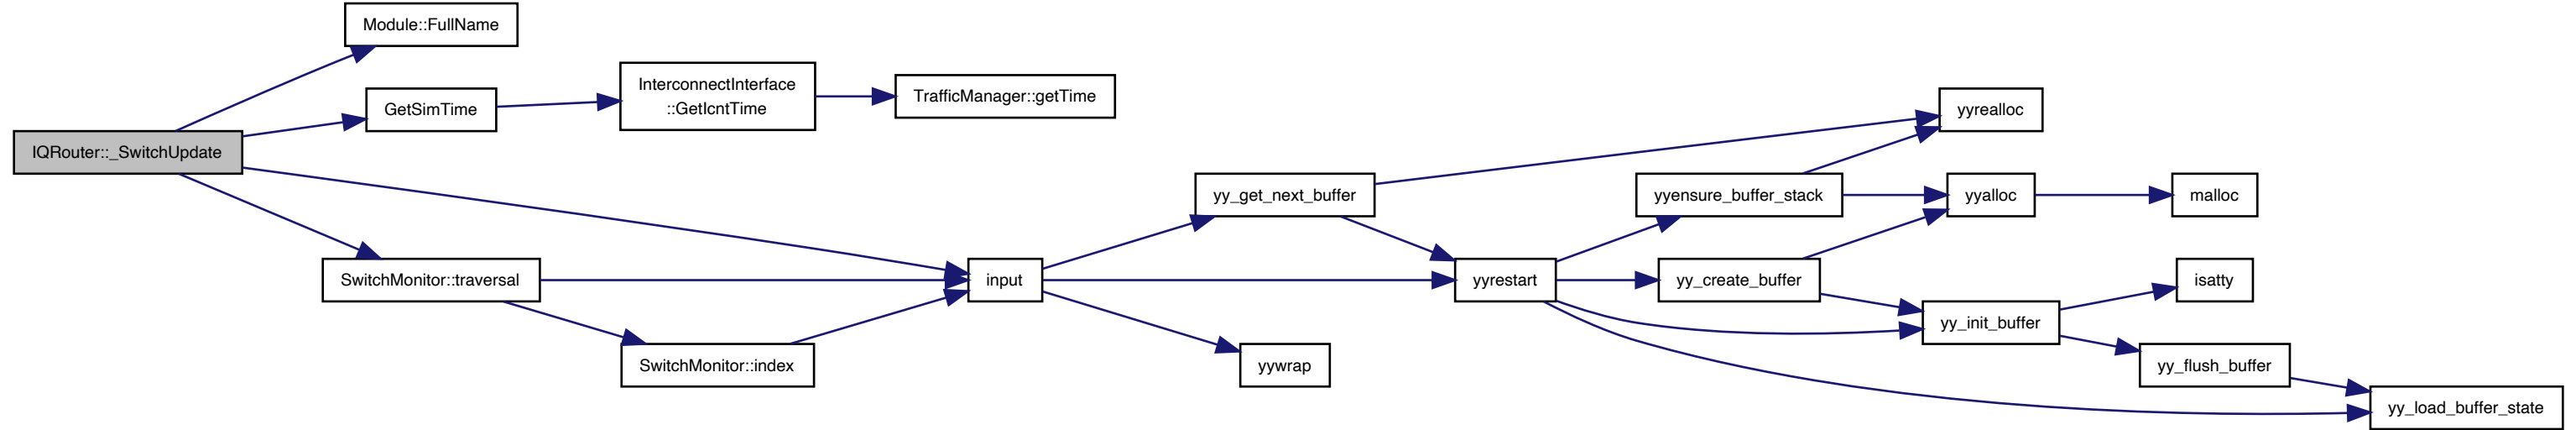 IQRouter::_SwitchUpdate
Module::FullName
GetSimTime
InterconnectInterface
::GetIcntTime
TrafficManager::getTime
SwitchMonitor::traversal
SwitchMonitor::index
input
yy_get_next_buffer
yywrap
yyrestart
yyensure_buffer_stack
yy_create_buffer
yyrealloc
yyalloc
malloc
yy_init_buffer
isatty
yy_flush_buffer
yy_load_buffer_state